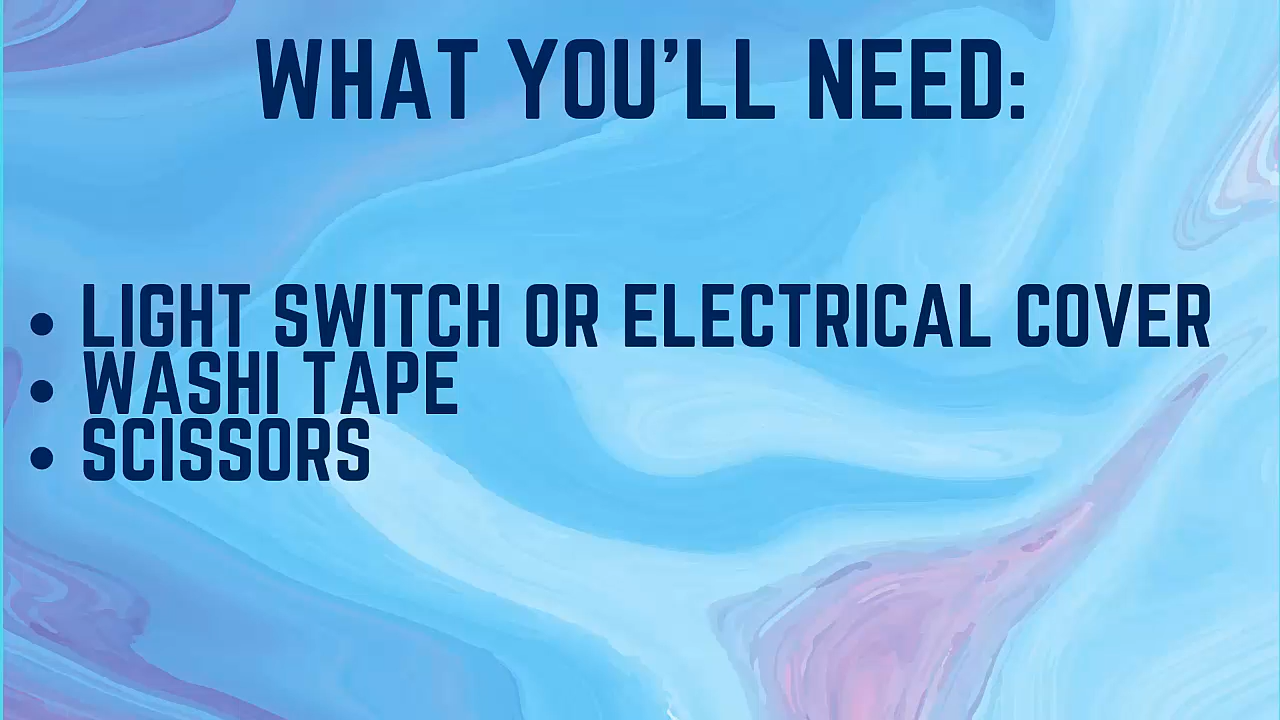 WHAT YOU'LL NEED:
• LIGHT SWITCH OR ELECTRICAL COVER
• WASHI TAPE
• SCISSORS